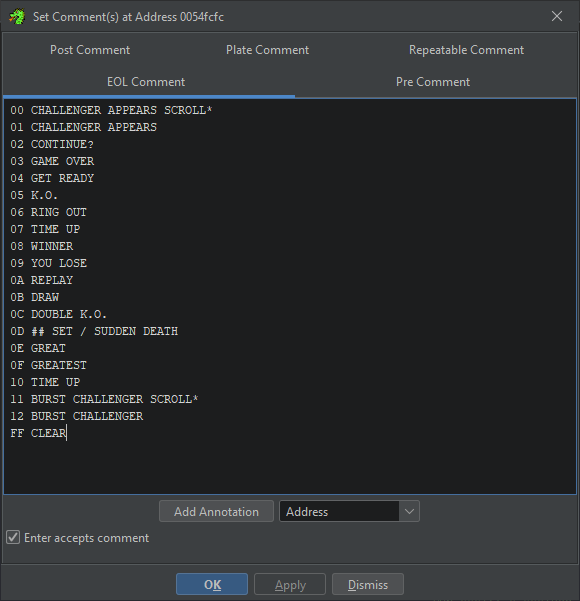 Set Comment(s) at Address 0054fcfc
Post Comment Plate Comment Repeatable Comment
EOL Comment Pre Comment
00 CHALLENGER APPEARS SCROLL*
01 CHALLENGER APPEARS
02 CONTINUE?
03 GAME OVER
04 GET READY
05 K.O.
06 RING OUT
07 TIME UP
08 WINNER
09 YOU LOSE
0A REPLAY
0B DRAW
0C DOUBLE K.O.
0D ## SET / SUDDEN DEATH
0E GREAT
0F GREATEST
10 TIME UP
11 BURST CHALLENGER SCROLL*
12 BURST CHALLENGER
FF CLEAR
Add Annotation Address
Enter accepts comment
OK Apply Dismiss